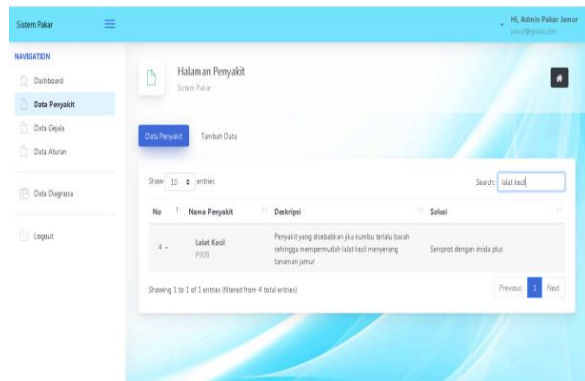 Sistem Pakar
Hi, Admin Pakar Jamur
jamur@gmail.com
NAVIGATION
Dashboard
Data Penyakit
Data Gejala
Data Aturan
Data Diagnosa
Logout
Halaman Penyakit
Sistem Pakar
Data Penyakit Tambah Data
Show 10 entries Search: lalat kecil
No Nama Penyakit Deskripsi Solusi
4 Lalat Kecil P005 Penyakit yang disebabkan jika kumbu terlalu basah
sehingga mempermudah lalat kecil menyerang
tanaman jamur Semprot dengan insida plus
Showing 1 to 1 of 1 entries (filtered from 4 total entries)
Previous 1 Next